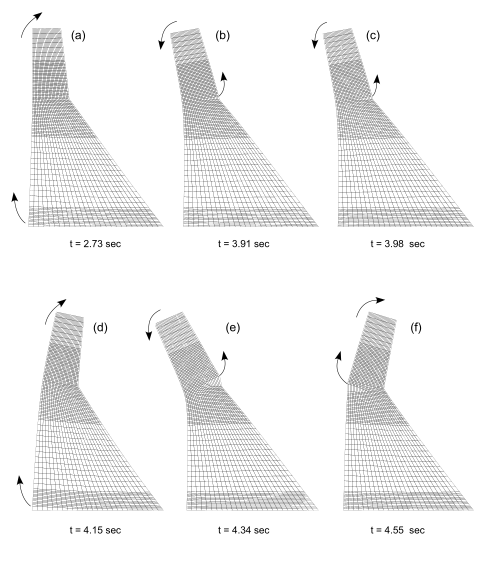 (a)
(b)
(c)
t = 2.73 sec
t = 3.91 sec
t = 3.98 sec
(d)
(e)
(f)
t = 4.15 sec
t = 4.34 sec
t = 4.55 sec